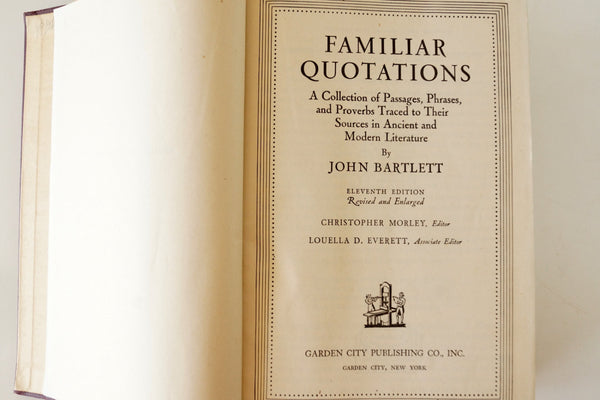 FAMILIAR
QUOTATIONS
A Collection of Passages, Phrases,
and Proverbs Traced to Their
Sources in Ancient and
Modern Literature
By
JOHN BARTLETT
ELEVENTH EDITION
Revised and Enlarged
CHRISTOPHER MORLEY, Editor
LOUELLA D. EVERETT, Associate Editor
GARDEN CITY PUBLISHING CO., INC.
GARDEN CITY, NEW YORK